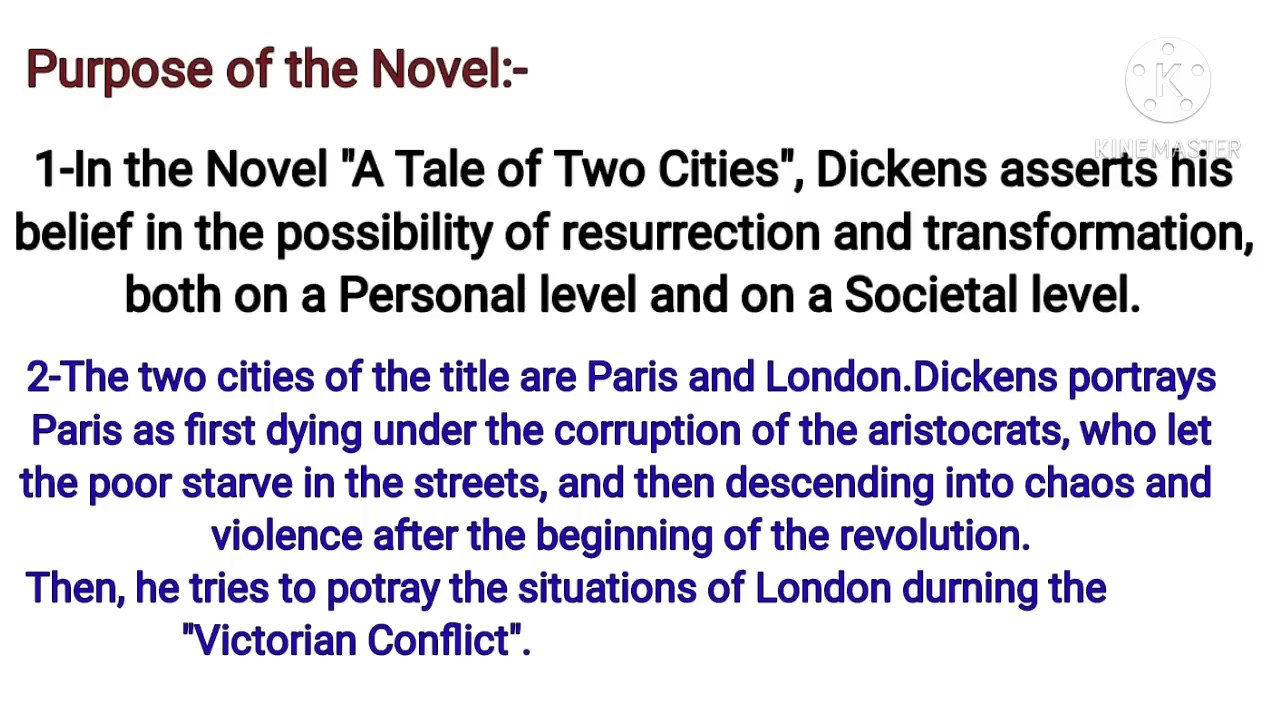 Purpose of the Novel:-
K
KINEMASTER
1-In the Novel "A Tale of Two Cities", Dickens asserts his
belief in the possibility of resurrection and transformation,
both on a Personal level and on a Societal level.
2-The two cities of the title are Paris and London.Dickens portrays
Paris as first dying under the corruption of the aristocrats, who let
the poor starve in the streets, and then descending into chaos and
violence after the beginning of the revolution.
Then, he tries to potray the situations of London durning the
"Victorian Conflict".